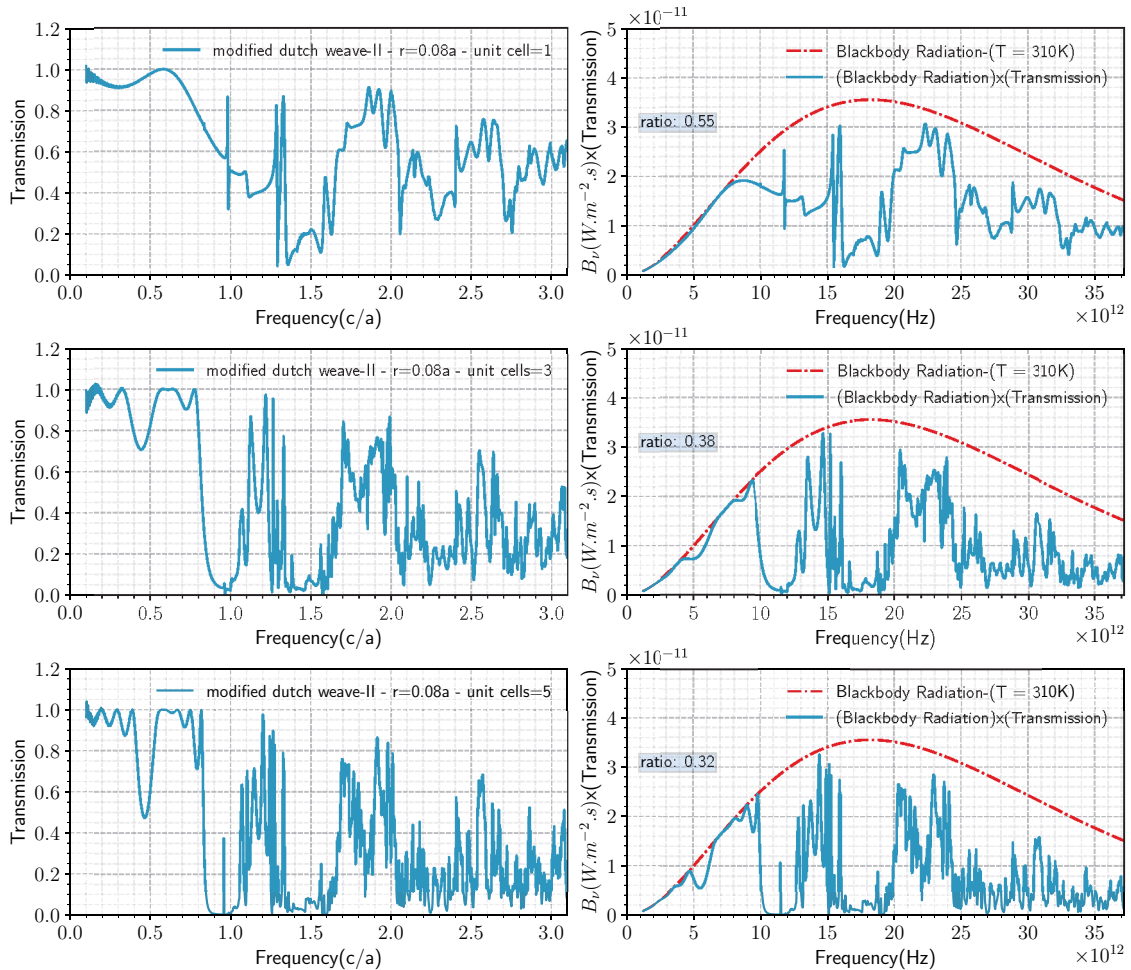 modified dutch weave-II - r=0.08a - unit cell=1
Transmission
1.2
1.0
0.8
0.6
0.4
0.2
0.0
0.0 0.5 1.0 1.5 2.0 2.5 3.0
Frequency(c/a)
×10⁻¹¹
Blackbody Radiation-(T = 310K)
(Blackbody Radiation)x(Transmission)
ratio: 0.55
Bν(W.m⁻².s)x(Transmission)
5
4
3
2
1
0
0 5 10 15 20 25 30 35
Frequency(Hz)
×10¹²
modified dutch weave-II - r=0.08a - unit cells=3
Transmission
1.2
1.0
0.8
0.6
0.4
0.2
0.0
0.0 0.5 1.0 1.5 2.0 2.5 3.0
Frequency(c/a)
×10⁻¹¹
Blackbody Radiation-(T = 310K)
(Blackbody Radiation)x(Transmission)
ratio: 0.38
Bν(W.m⁻².s)x(Transmission)
5
4
3
2
1
0
0 5 10 15 20 25 30 35
Frequency(Hz)
×10¹²
modified dutch weave-II - r=0.08a - unit cells=5
Transmission
1.2
1.0
0.8
0.6
0.4
0.2
0.0
0.0 0.5 1.0 1.5 2.0 2.5 3.0
Frequency(c/a)
×10⁻¹¹
Blackbody Radiation-(T = 310K)
(Blackbody Radiation)x(Transmission)
ratio: 0.32
Bν(W.m⁻².s)x(Transmission)
5
4
3
2
1
0
0 5 10 15 20 25 30 35
Frequency(Hz)
×10¹²